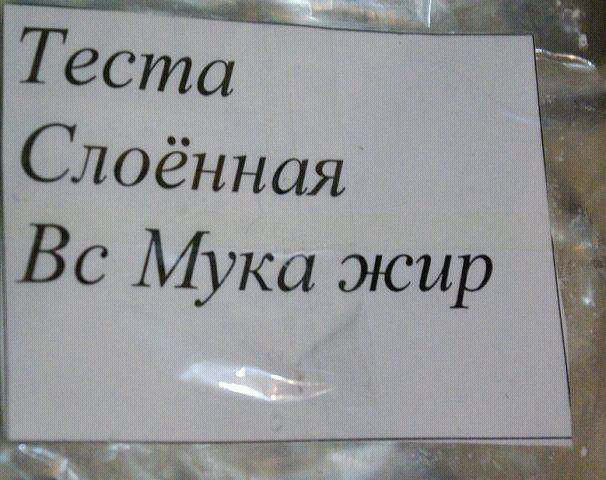 Теста
Слоённая
Вс Мука жир